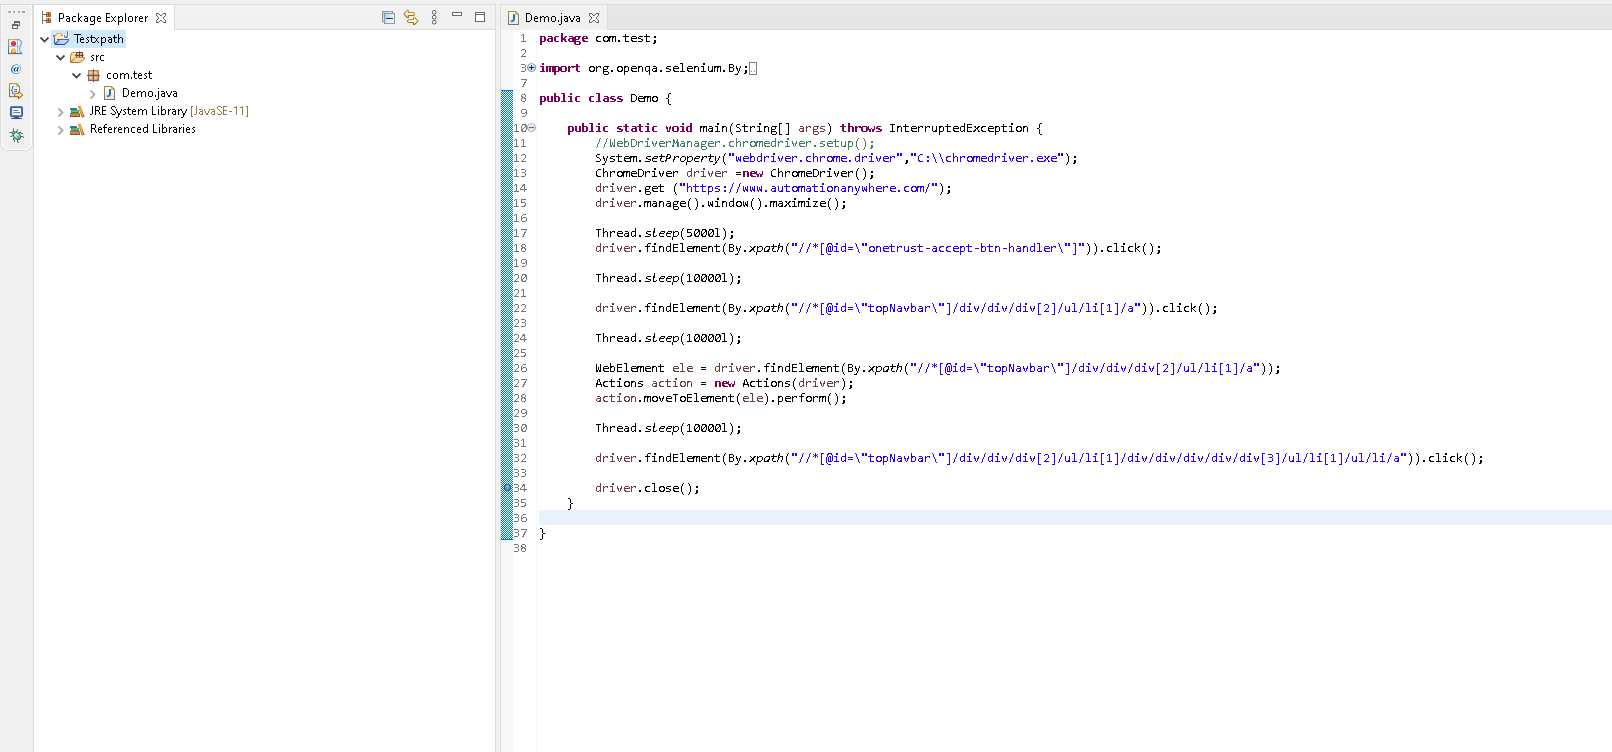 Package Explorer
Testxpath
src
com.test
Demo.java
JRE System Library [JavaSE-11]
Referenced Libraries
Demo.java
1 package com.test;
2
3 import org.openqa.selenium.By;
7
8 public class Demo {
9
10 public static void main(String[] args) throws InterruptedException {
11 //WebDriverManager.chromedriver.setup();
12 System.setProperty("webdriver.chrome.driver","C:\\chromedriver.exe");
13 ChromeDriver driver =new ChromeDriver();
14 driver.get ("https://www.automationanywhere.com/");
15 driver.manage().window().maximize();
16
17 Thread.sleep(5000l);
18 driver.findElement(By.xpath("//*[@id=\"onetrust-accept-btn-handler\"]")).click();
19
20 Thread.sleep(10000l);
21
22 driver.findElement(By.xpath("//*[@id=\"topNavbar\"]/div/div/div[2]/ul/li[1]/a")).click();
23
24 Thread.sleep(10000l);
25
26 WebElement ele = driver.findElement(By.xpath("//*[@id=\"topNavbar\"]/div/div/div[2]/ul/li[1]/a"));
27 Actions action = new Actions(driver);
28 action.moveToElement(ele).perform();
29
30 Thread.sleep(10000l);
31
32 driver.findElement(By.xpath("//*[@id=\"topNavbar\"]/div/div/div[2]/ul/li[1]/div/div/div/div/div[3]/ul/li[1]/ul/li/a")).click();
33
34 driver.close();
35 }
36
37 }
38